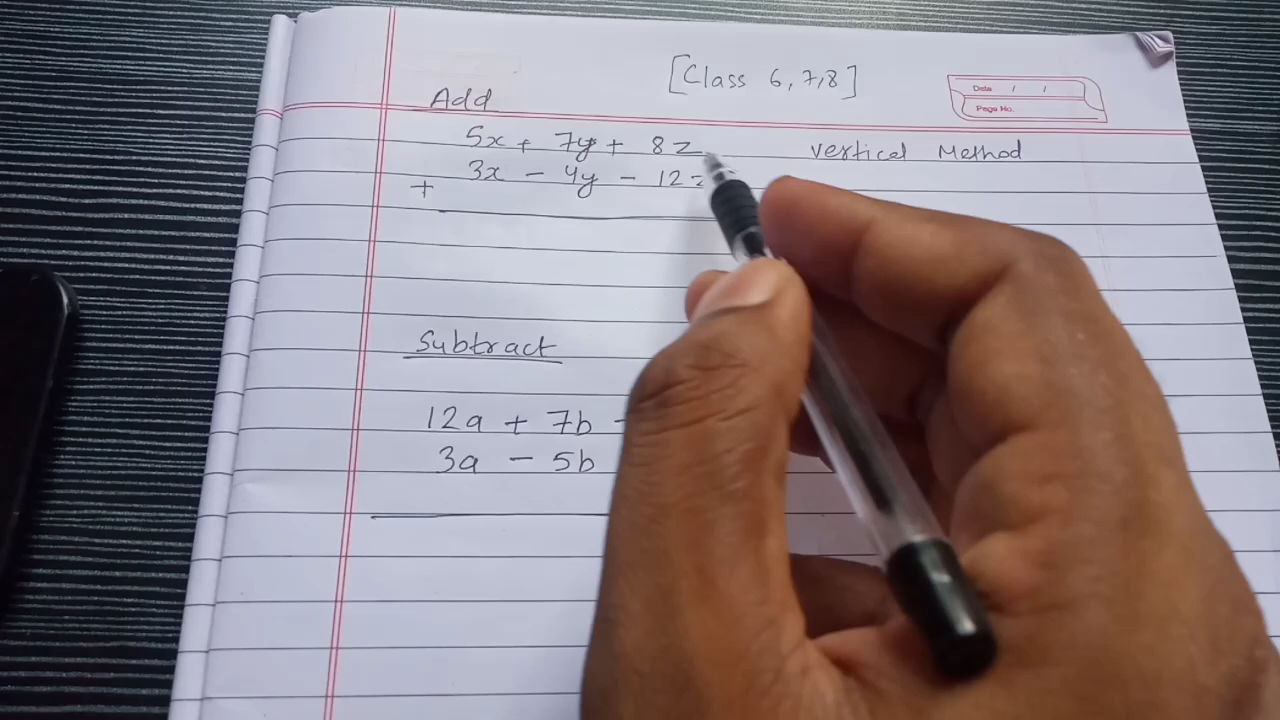 [Class 6,7,8]
Date / /
Page No.
Add
5x + 7y + 8z
vertical Method
3x - 4y - 12z
+
Subtract
12a + 7b -
3a - 5b